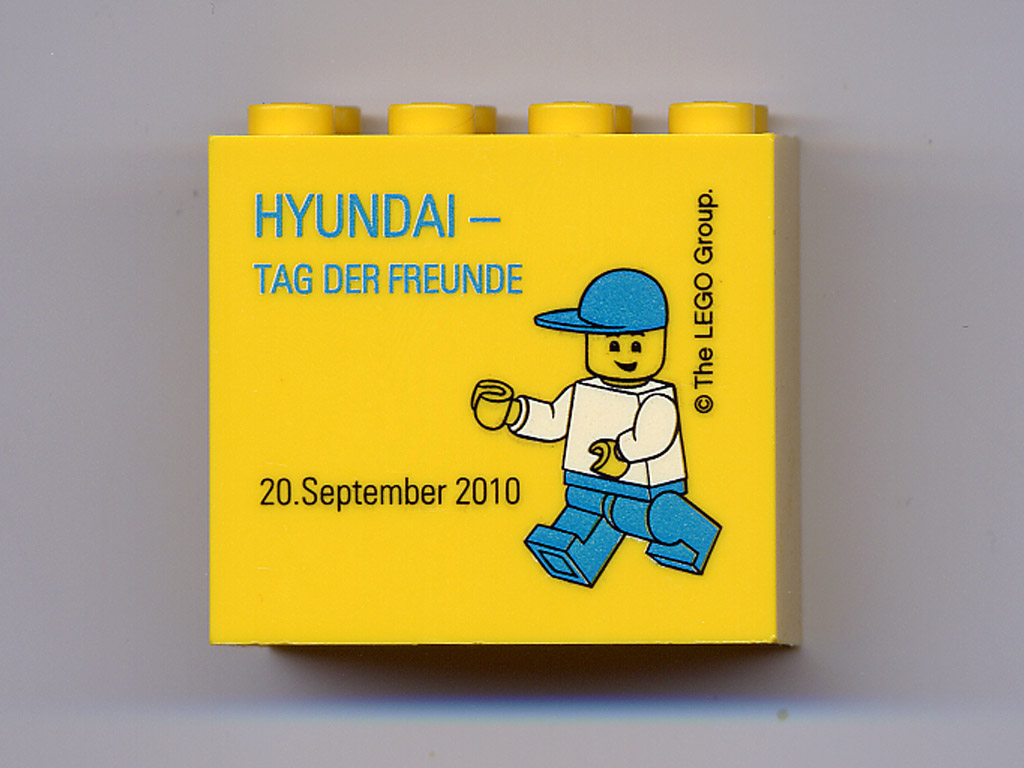 HYUNDAI –
TAG DER FREUNDE
20.September 2010
© The LEGO Group.